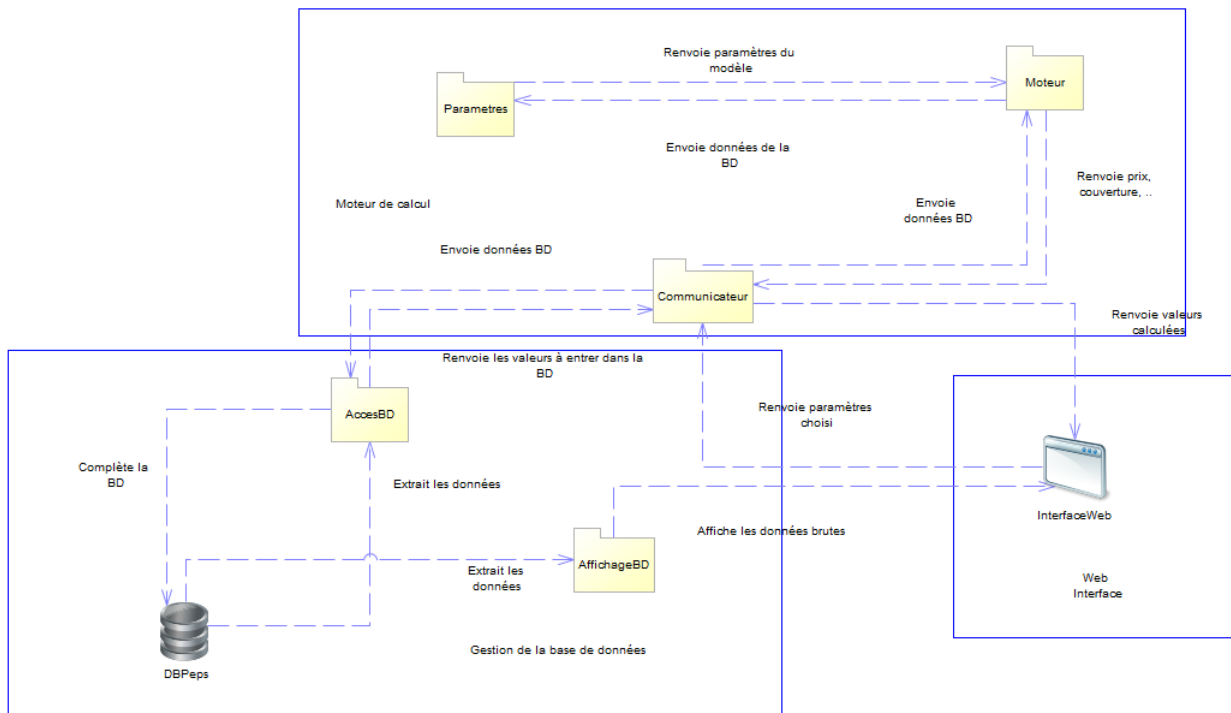 Renvoie paramètres du
modèle
Parametres
Moteur
Envoie données de la
BD
Renvoie prix,
couverture, ..
Moteur de calcul
Envoie
données BD
Envoie données BD
Communicateur
Renvoie valeurs
calculées
Renvoie les valeurs à entrer dans la
BD
AccesBD
Renvoie paramètres
choisi
Complète la
BD
Extrait les données
InterfaceWeb
Affiche les données brutes
AffichageBD
Extrait les
données
Web
Interface
Gestion de la base de données
DBPeps